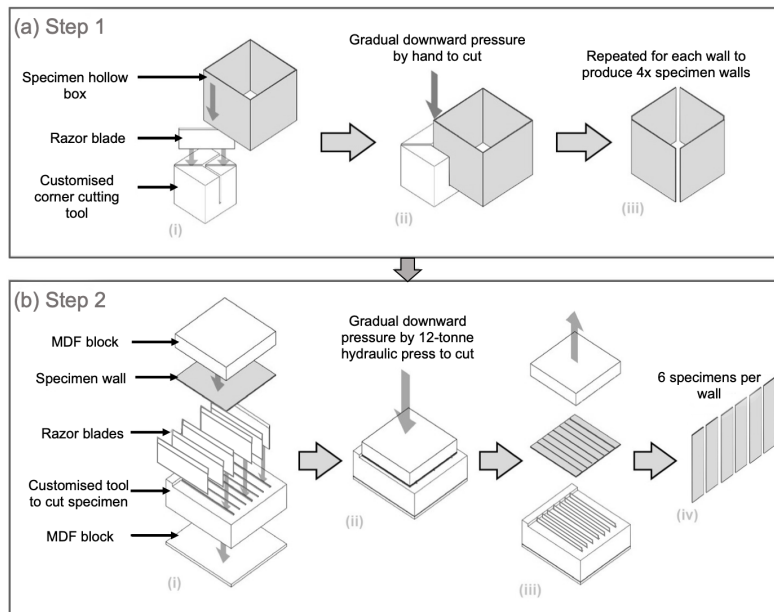 (a) Step 1
Specimen hollow
box
Razor blade
Customised
corner cutting
tool
(i)
Gradual downward pressure
by hand to cut
(ii)
Repeated for each wall to
produce 4x specimen walls
(iii)
(b) Step 2
MDF block
Specimen wall
Razor blades
Customised tool
to cut specimen
MDF block
(i)
Gradual downward
pressure by 12-tonne
hydraulic press to cut
(ii)
(iii)
6 specimens per
wall
(iv)